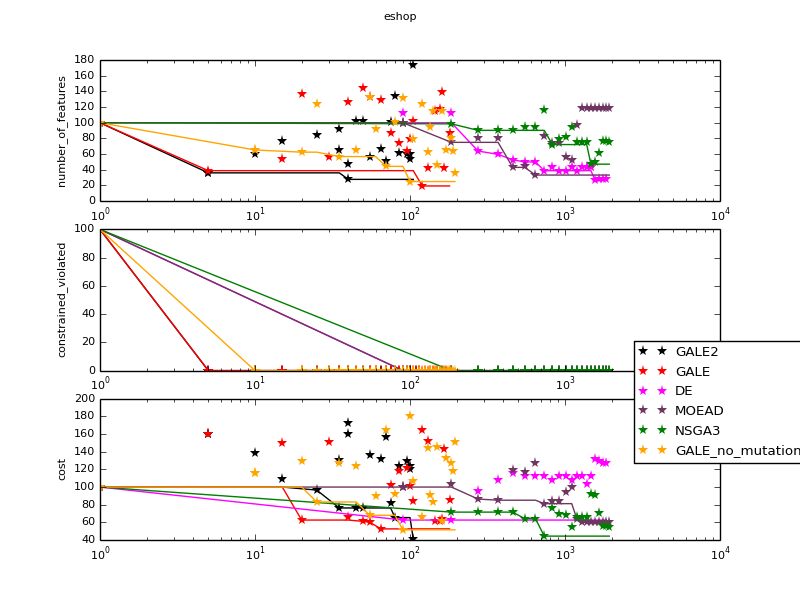 eshop
number_of_features
180
160
140
120
100
80
60
40
20
0
10^0 10^1 10^2 10^3 10^4
constrained_violated
100
80
60
40
20
0
10^0 10^1 10^2 10^3
GALE2
GALE
DE
MOEAD
NSGA3
GALE_no_mutation
cost
200
180
160
140
120
100
80
60
40
10^0 10^1 10^2 10^3 10^4